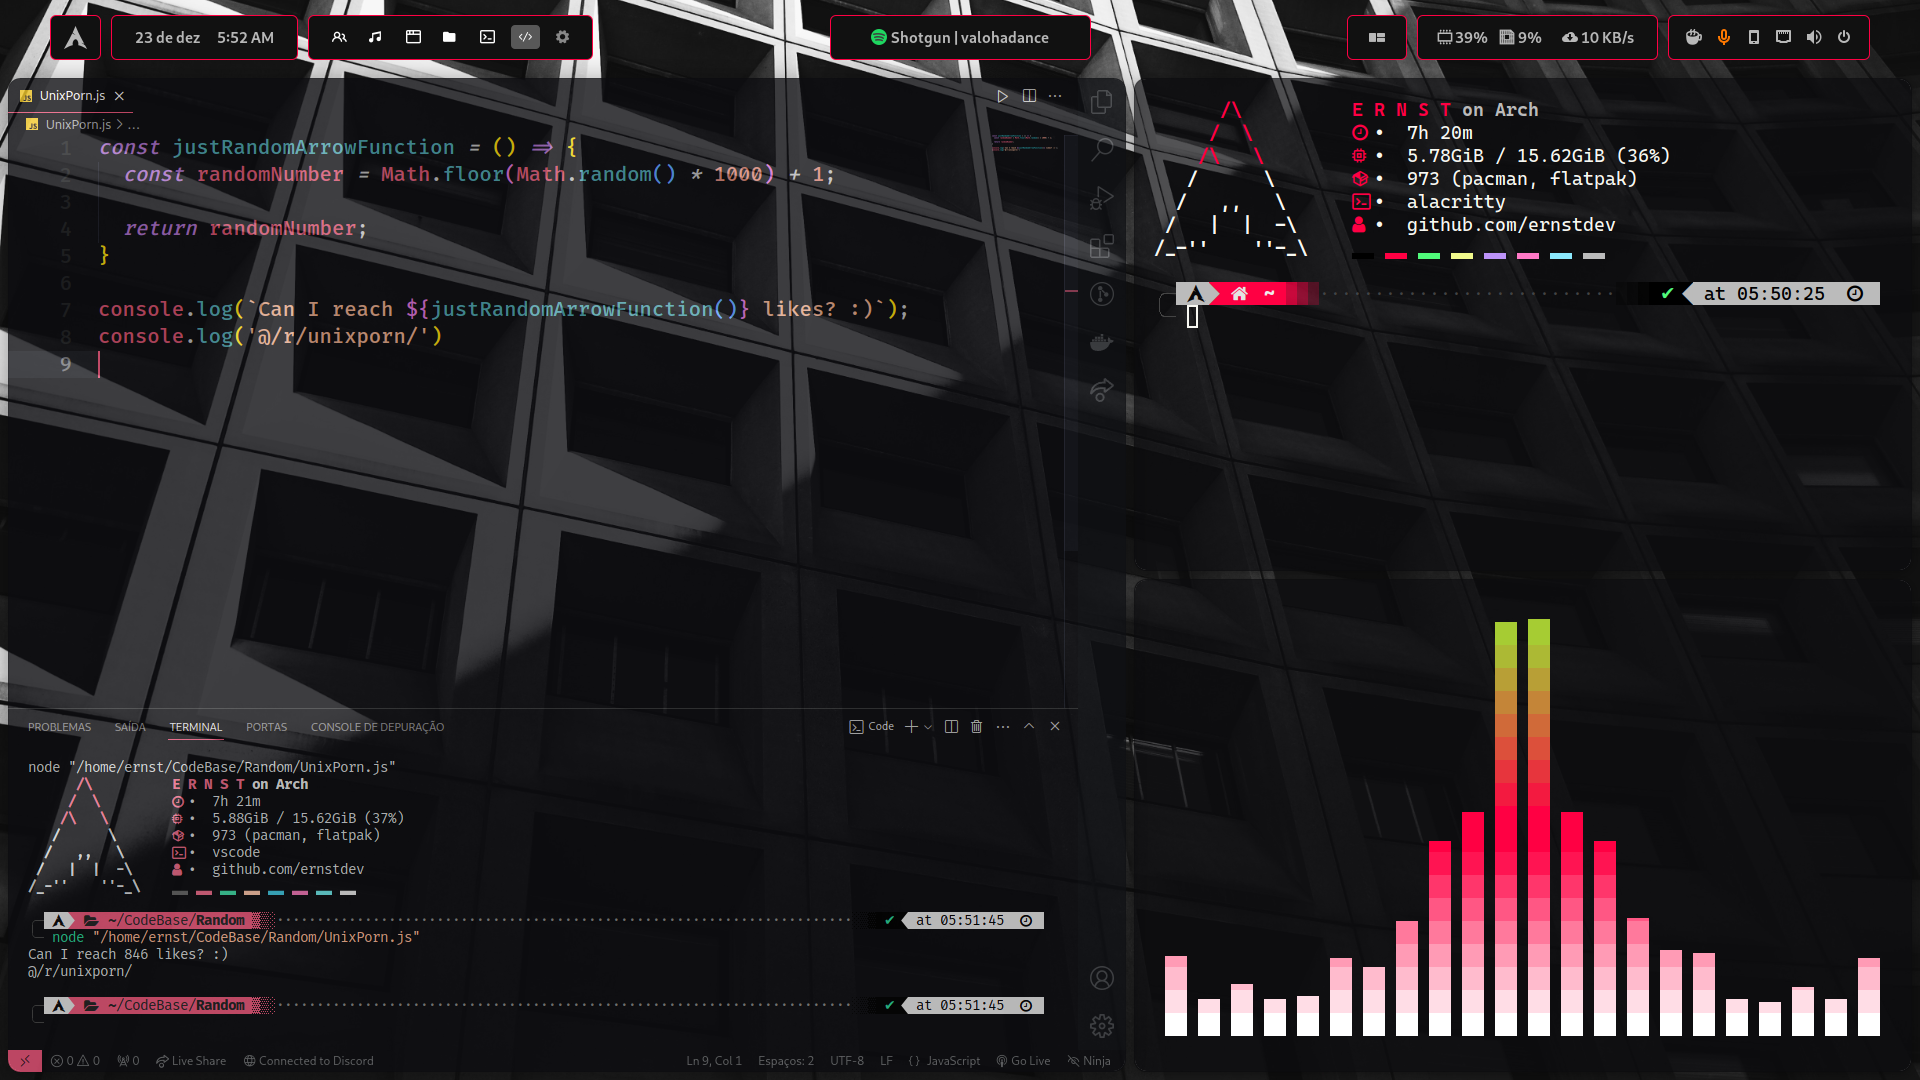 23 de dez 5:52 AM
Shotgun | valohadance
39% 9% 10 KB/s
UnixPorn.js
UnixPorn.js > ...
1 const justRandomArrowFunction = () => {
2 const randomNumber = Math.floor(Math.random() * 1000) + 1;
3
4 return randomNumber;
5 }
6
7 console.log(`Can I reach ${justRandomArrowFunction()} likes? :)`);
8 console.log('@/r/unixporn/')
9
PROBLEMAS SAÍDA TERMINAL PORTAS CONSOLE DE DEPURAÇÃO
Code
node "/home/ernst/CodeBase/Random/UnixPorn.js"
E R N S T on Arch
• 7h 21m
• 5.88GiB / 15.62GiB (37%)
• 973 (pacman, flatpak)
• vscode
• github.com/ernstdev
~/CodeBase/Random at 05:51:45
node "/home/ernst/CodeBase/Random/UnixPorn.js"
Can I reach 846 likes? :)
@/r/unixporn/
~/CodeBase/Random at 05:51:45
0 0 0 Live Share Connected to Discord Ln 9, Col 1 Espaços: 2 UTF-8 LF {} JavaScript Go Live Ninja
E R N S T on Arch
• 7h 20m
• 5.78GiB / 15.62GiB (36%)
• 973 (pacman, flatpak)
• alacritty
• github.com/ernstdev
~ at 05:50:25